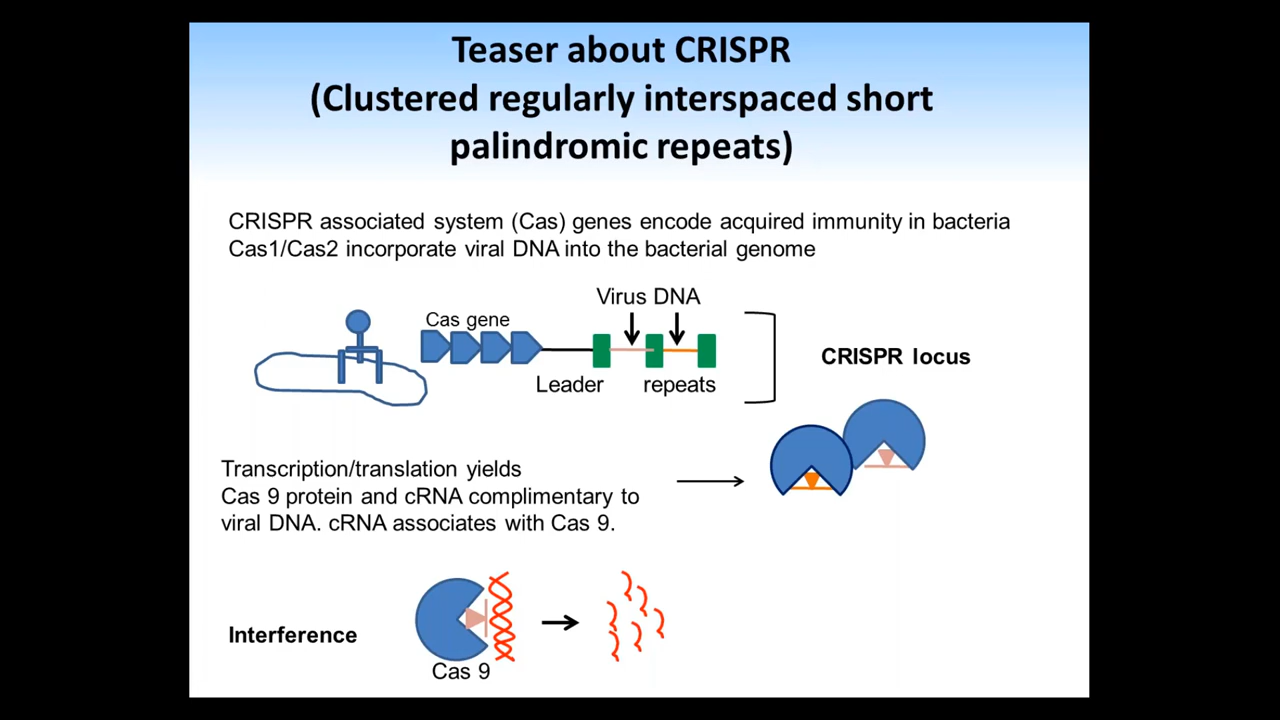 Teaser about CRISPR
(Clustered regularly interspaced short
palindromic repeats)
CRISPR associated system (Cas) genes encode acquired immunity in bacteria
Cas1/Cas2 incorporate viral DNA into the bacterial genome
Virus DNA
Cas gene
CRISPR locus
Leader
repeats
Transcription/translation yields
Cas 9 protein and cRNA complimentary to
viral DNA. cRNA associates with Cas 9.
Interference
Cas 9